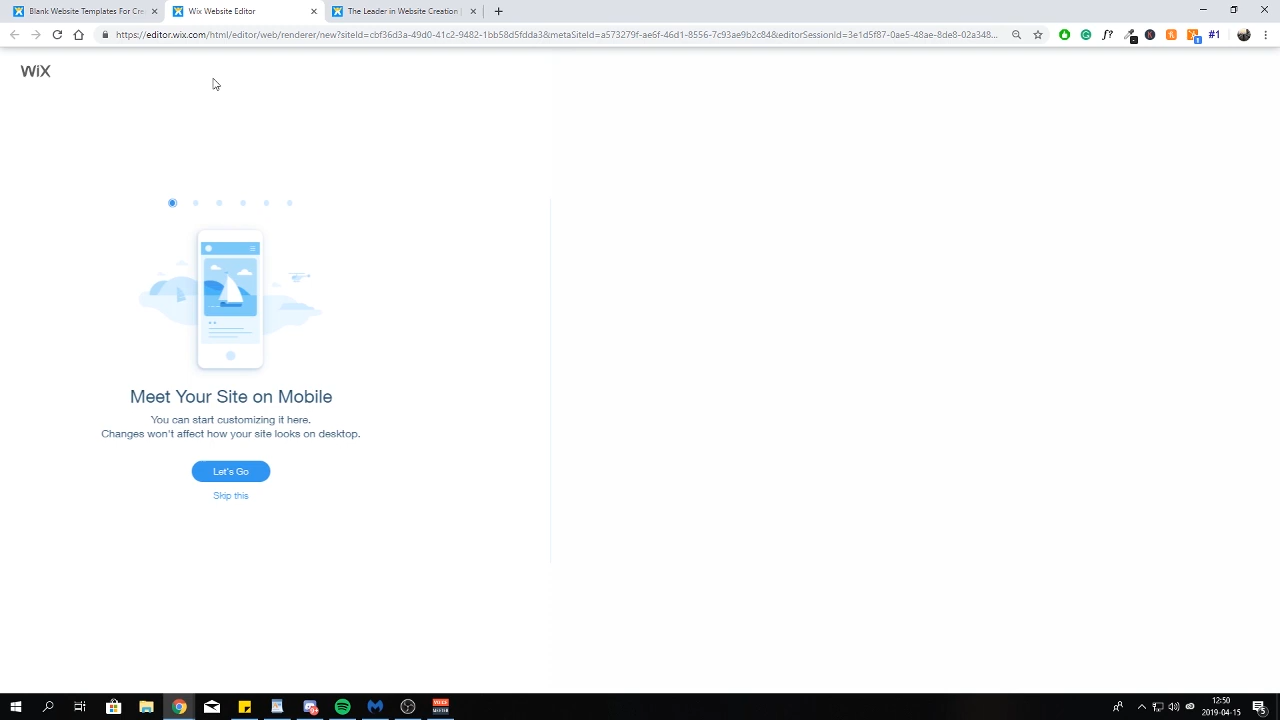 Blank Website Templates For Cre
Wix Website Editor
The Leader in Website Creation |
https://editor.wix.com/html/editor/web/renderer/new?siteId=cbf36d3a-49d0-41c2-9482-1bb58d5fdda3&metaSiteId=a573279f-ae6f-46d1-8556-7c93ae9b2c84&editorSessionId=3e1d5f87-0ae5-48ae-8de8-02a348...
#1
WiX
Meet Your Site on Mobile
You can start customizing it here.
Changes won't affect how your site looks on desktop.
Let's Go
Skip this
12:50
2019-04-15